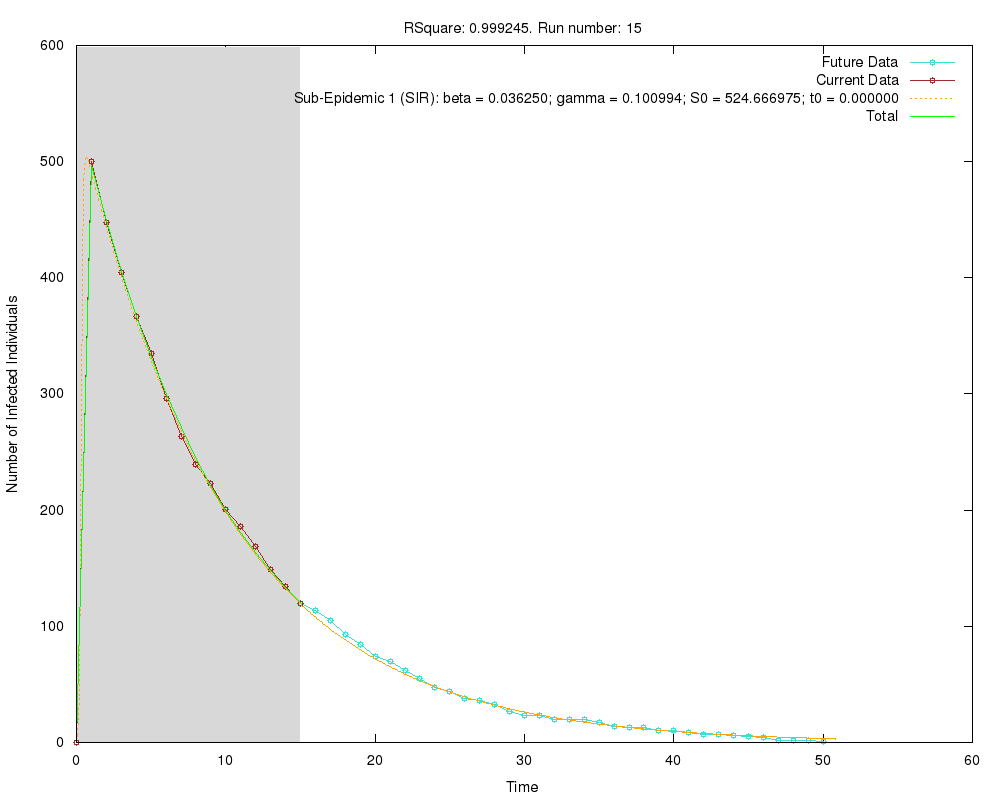 RSquare: 0.999245. Run number: 15
600
500
400
300
200
100
0
Number of Infected Individuals
Future Data
Current Data
Sub-Epidemic 1 (SIR): beta = 0.036250; gamma = 0.100994; S0 = 524.666975; t0 = 0.000000
Total
0 10 20 30 40 50 60
Time